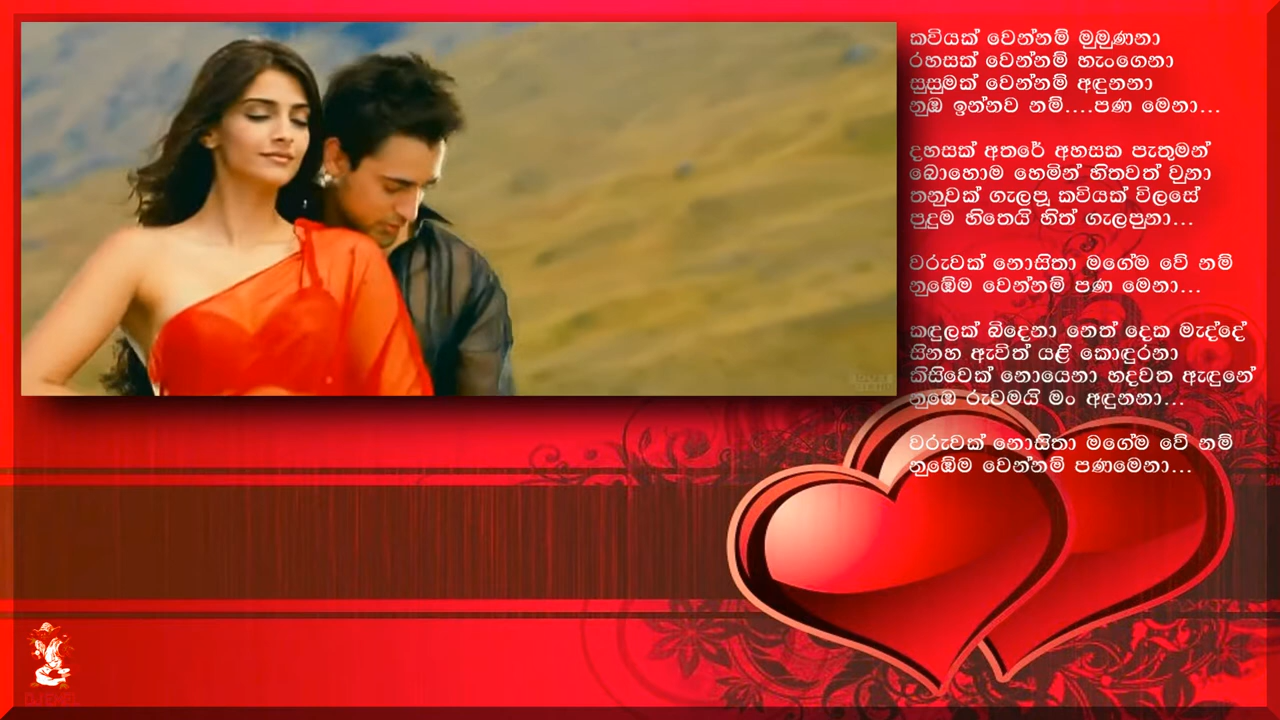 කවියක් වෙන්නම් මුමුණනා
රහසක් වෙන්නම් හැංගෙනා
සුසුමක් වෙන්නම් අඳුනනා
නුඹ ඉන්නව නම්....පණ මෙනා...
දහසක් අතරේ අහසක පැතුමන්
බොහොම හෙමින් හිතවත් වුනා
තනුවක් ගැලපූ කවියක් විලසේ
පුදුම හිතෙයි හිත් ගැලපුනා...
වරුවක් නොසිතා මගේම වේ නම්
නුඹේම වෙන්නම් පණ මෙනා...
කඳුලක් බිදෙනා නෙත් දෙක මැද්දේ
සිනහ ඇවිත් යළි කොඳුරනා
කිසිවෙක් නොයෙනා හදවත ඇඳුනේ
නුඹෙ රුවමයි මං අඳුනනා...
වරුවක් නොසිතා මගේම වේ නම්
නුඹේම වෙන්නම් පණමෙනා...